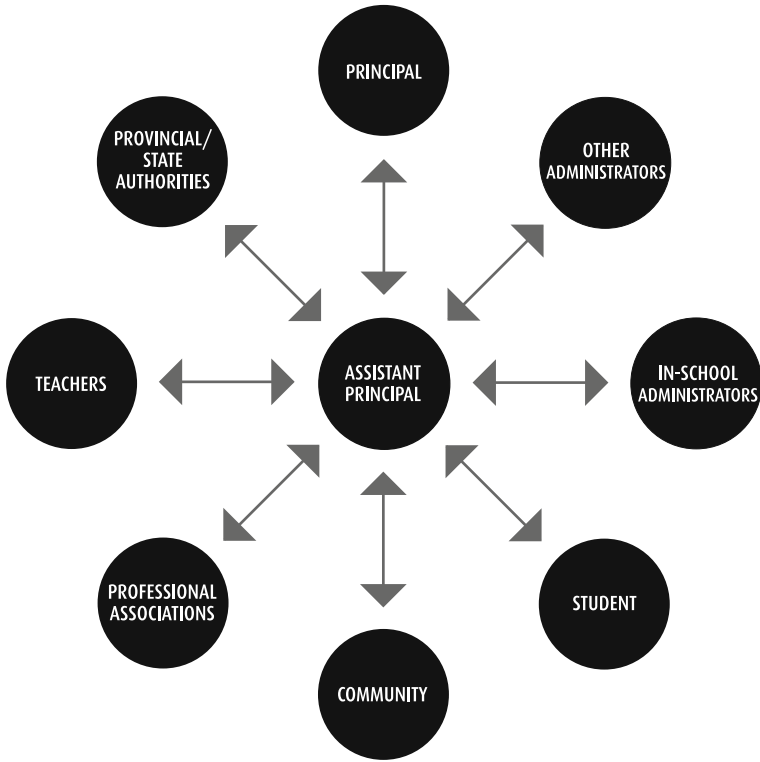 PRINCIPAL
PROVINCIAL/
STATE
AUTHORITIES
OTHER
ADMINISTRATORS
TEACHERS
ASSISTANT
PRINCIPAL
IN-SCHOOL
ADMINISTRATORS
PROFESSIONAL
ASSOCIATIONS
STUDENT
COMMUNITY